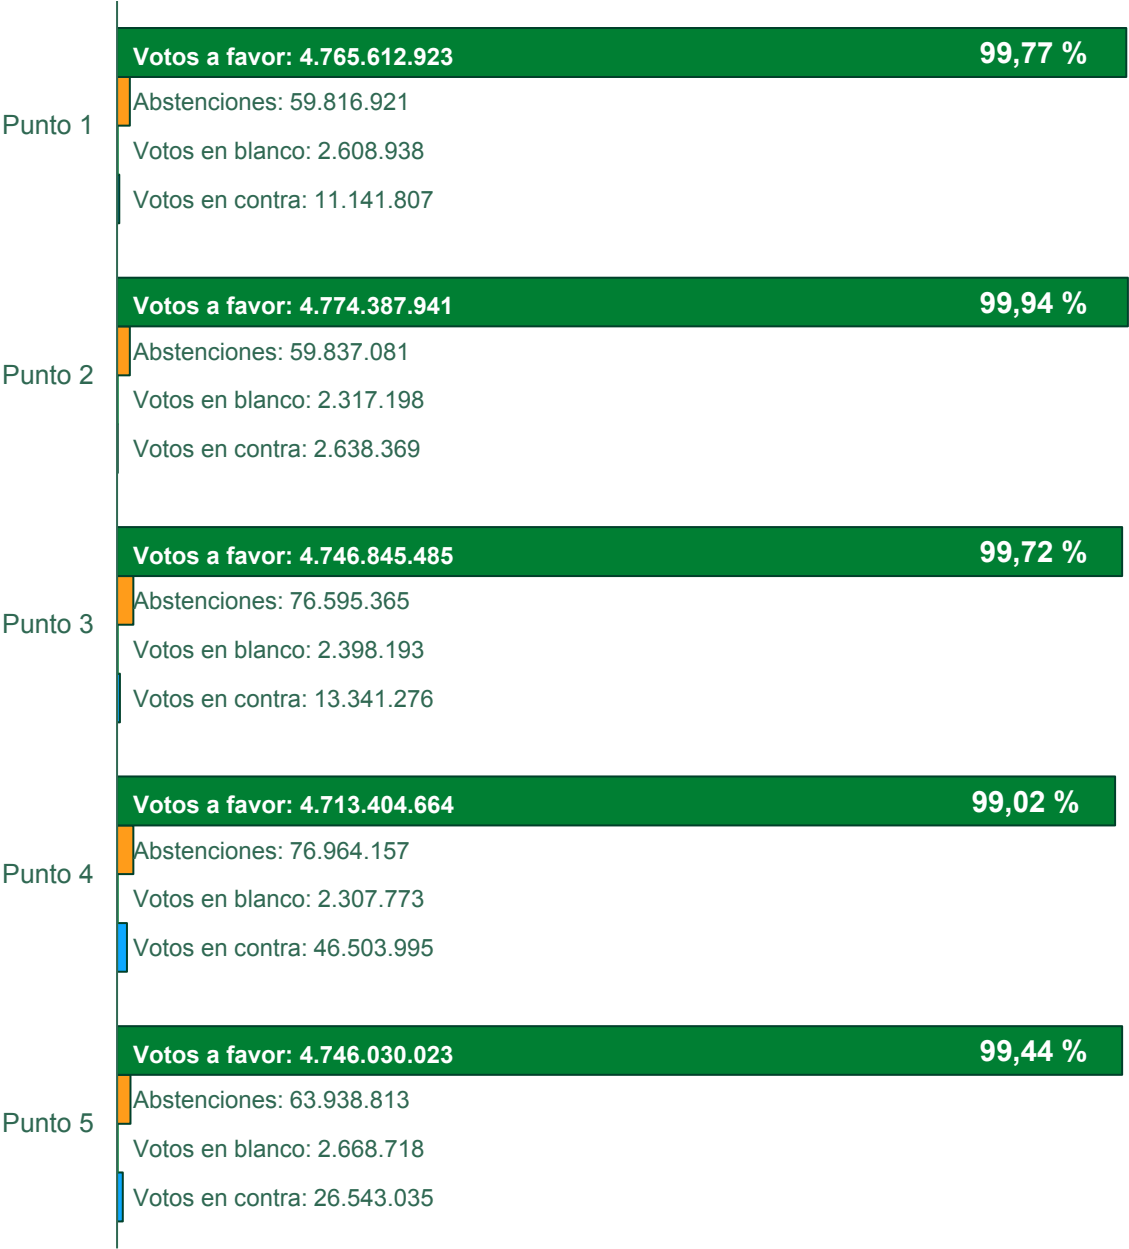 Votos a favor: 4.765.612.923 99,77 %
Abstenciones: 59.816.921
Punto 1
Votos en blanco: 2.608.938
Votos en contra: 11.141.807
Votos a favor: 4.774.387.941 99,94 %
Abstenciones: 59.837.081
Punto 2
Votos en blanco: 2.317.198
Votos en contra: 2.638.369
Votos a favor: 4.746.845.485 99,72 %
Abstenciones: 76.595.365
Punto 3
Votos en blanco: 2.398.193
Votos en contra: 13.341.276
Votos a favor: 4.713.404.664 99,02 %
Abstenciones: 76.964.157
Punto 4
Votos en blanco: 2.307.773
Votos en contra: 46.503.995
Votos a favor: 4.746.030.023 99,44 %
Abstenciones: 63.938.813
Punto 5
Votos en blanco: 2.668.718
Votos en contra: 26.543.035